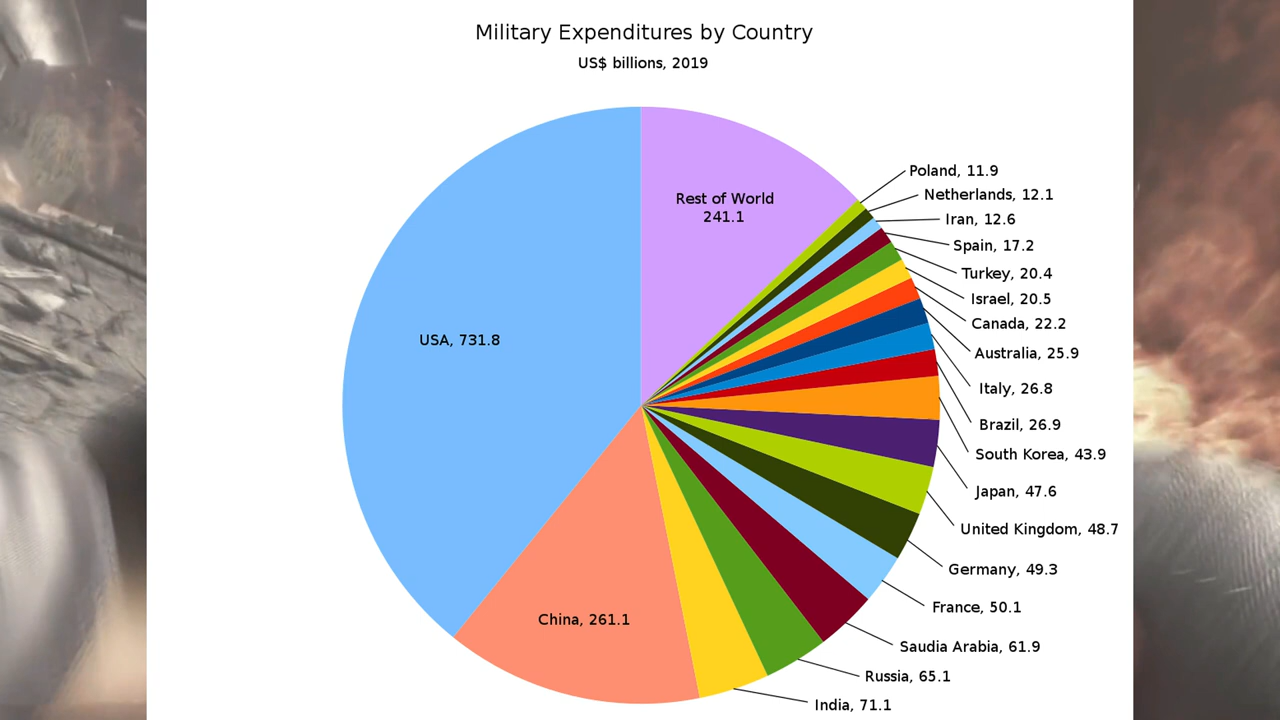 Military Expenditures by Country
US$ billions, 2019
Rest of World
241.1
Poland, 11.9
Netherlands, 12.1
Iran, 12.6
Spain, 17.2
Turkey, 20.4
Israel, 20.5
Canada, 22.2
Australia, 25.9
Italy, 26.8
Brazil, 26.9
South Korea, 43.9
Japan, 47.6
United Kingdom, 48.7
Germany, 49.3
France, 50.1
Saudia Arabia, 61.9
Russia, 65.1
India, 71.1
China, 261.1
USA, 731.8